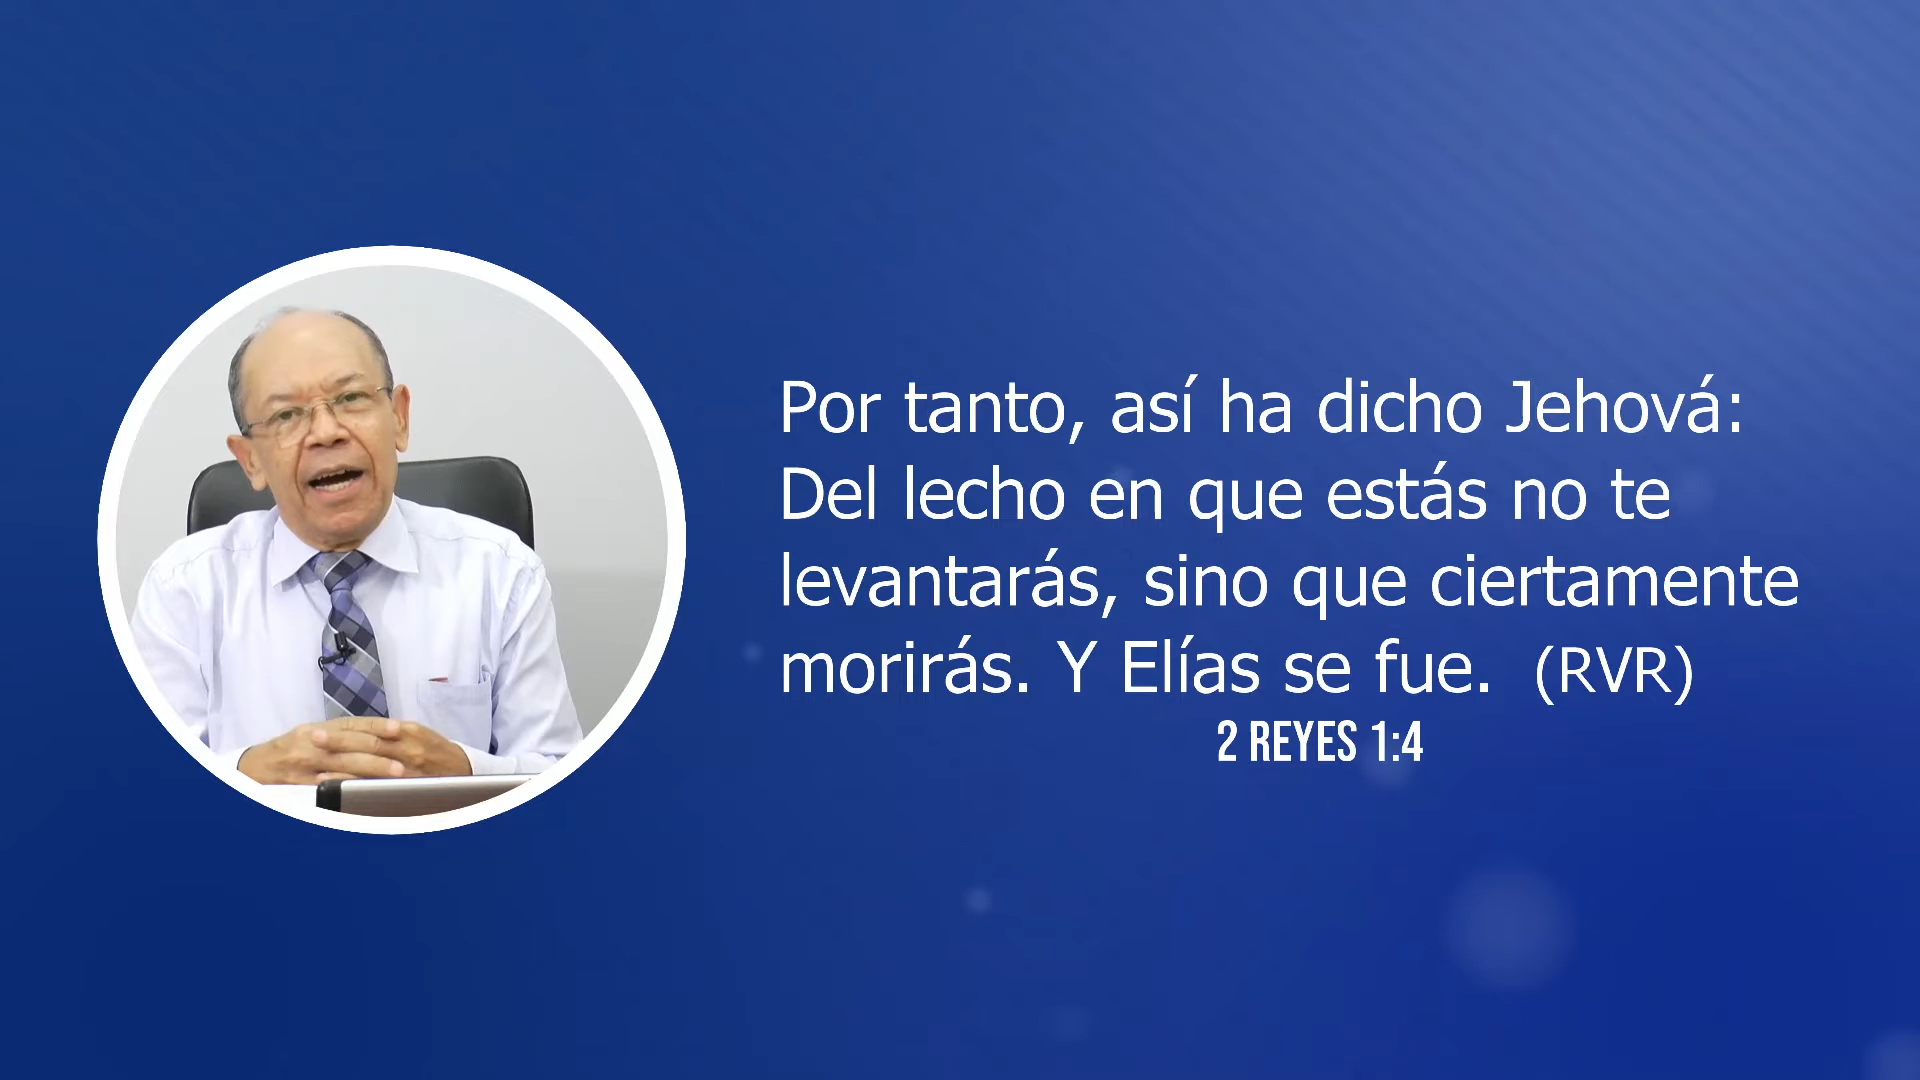 Por tanto, así ha dicho Jehová:
Del lecho en que estás no te
levantarás, sino que ciertamente
morirás. Y Elías se fue.  (RVR)
2 REYES 1:4